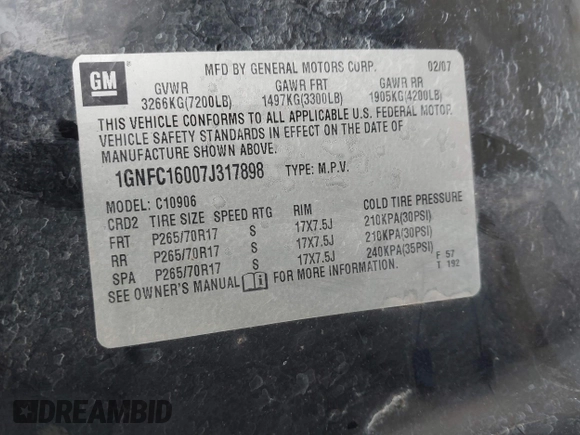 GM
MFD BY GENERAL MOTORS CORP. 02/07
GVWR GAWR FRT GAWR RR
3266KG(7200LB) 1497KG(3300LB) 1905KG(4200LB)
THIS VEHICLE CONFORMS TO ALL APPLICABLE U.S. FEDERAL MOTOR
VEHICLE SAFETY STANDARDS IN EFFECT ON THE DATE OF
MANUFACTURE SHOWN ABOVE.
1GNFC16007J317898 TYPE: M.P.V.
MODEL: C10906
CRD2 TIRE SIZE SPEED RTG RIM COLD TIRE PRESSURE
FRT P265/70R17 S 17X7.5J 210KPA(30PSI)
RR P265/70R17 S 17X7.5J 210KPA(30PSI)
SPA P265/70R17 S 17X7.5J 240KPA(35PSI)
SEE OWNER'S MANUAL FOR MORE INFORMATION.
F 57
T 192
DREAMBID